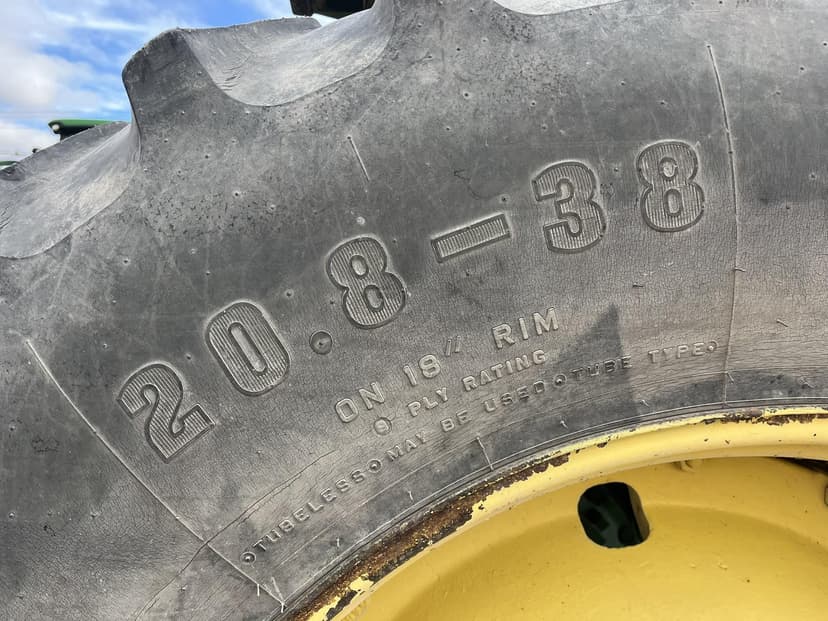 20.8-38
ON 18" RIM
8 PLY RATING
TUBELESS MAY BE USED TUBE TYPE